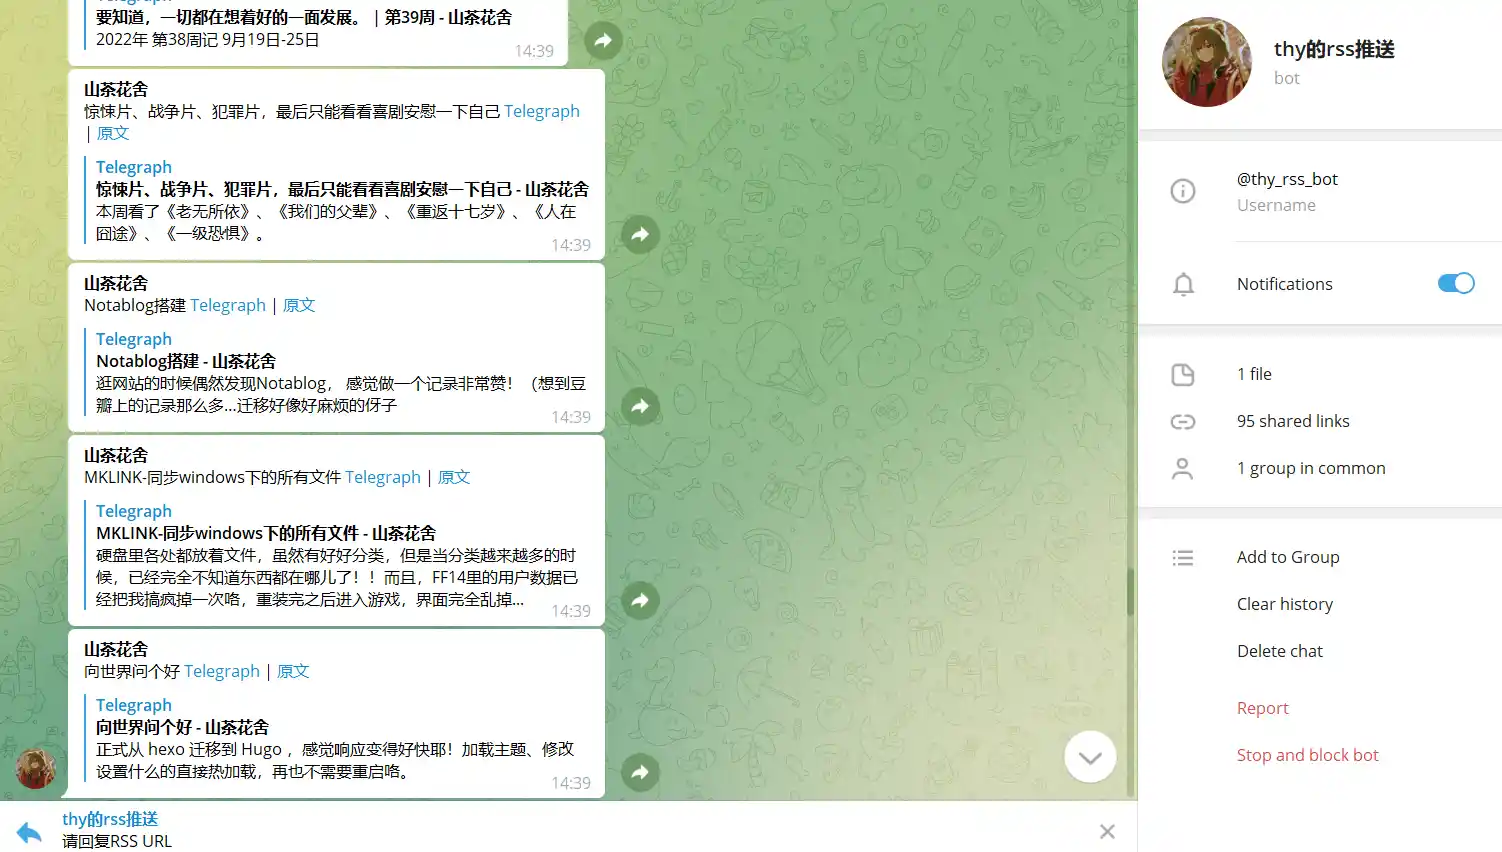 Telegraph
要知道，一切都在想着好的一面发展。 | 第39周 - 山茶花舍
2022年 第38周记 9月19日-25日
14:39
山茶花舍
惊悚片、战争片、犯罪片，最后只能看看喜剧安慰一下自己 Telegraph
| 原文
Telegraph
惊悚片、战争片、犯罪片，最后只能看看喜剧安慰一下自己 - 山茶花舍
本周看了《老无所依》、《我们的父辈》、《重返十七岁》、《人在
囧途》、《一级恐惧》。
14:39
山茶花舍
Notablog搭建 Telegraph | 原文
Telegraph
Notablog搭建 - 山茶花舍
逛网站的时候偶然发现Notablog， 感觉做一个记录非常赞！（想到豆
瓣上的记录那么多...迁移好像好麻烦的伢子
14:39
山茶花舍
MKLINK-同步windows下的所有文件 Telegraph | 原文
Telegraph
MKLINK-同步windows下的所有文件 - 山茶花舍
硬盘里各处都放着文件，虽然有好好分类，但是当分类越来越多的时
候，已经完全不知道东西都在哪儿了！！而且，FF14里的用户数据已
经把我搞疯掉一次咯，重装完之后进入游戏，界面完全乱掉...
14:39
山茶花舍
向世界问个好 Telegraph | 原文
Telegraph
向世界问个好 - 山茶花舍
正式从 hexo 迁移到 Hugo ，感觉响应变得好快耶！加载主题、修改
设置什么的直接热加载，再也不需要重启咯。
14:39
thy的rss推送
请回复RSS URL
thy的rss推送
bot
@thy_rss_bot
Username
Notifications
1 file
95 shared links
1 group in common
Add to Group
Clear history
Delete chat
Report
Stop and block bot